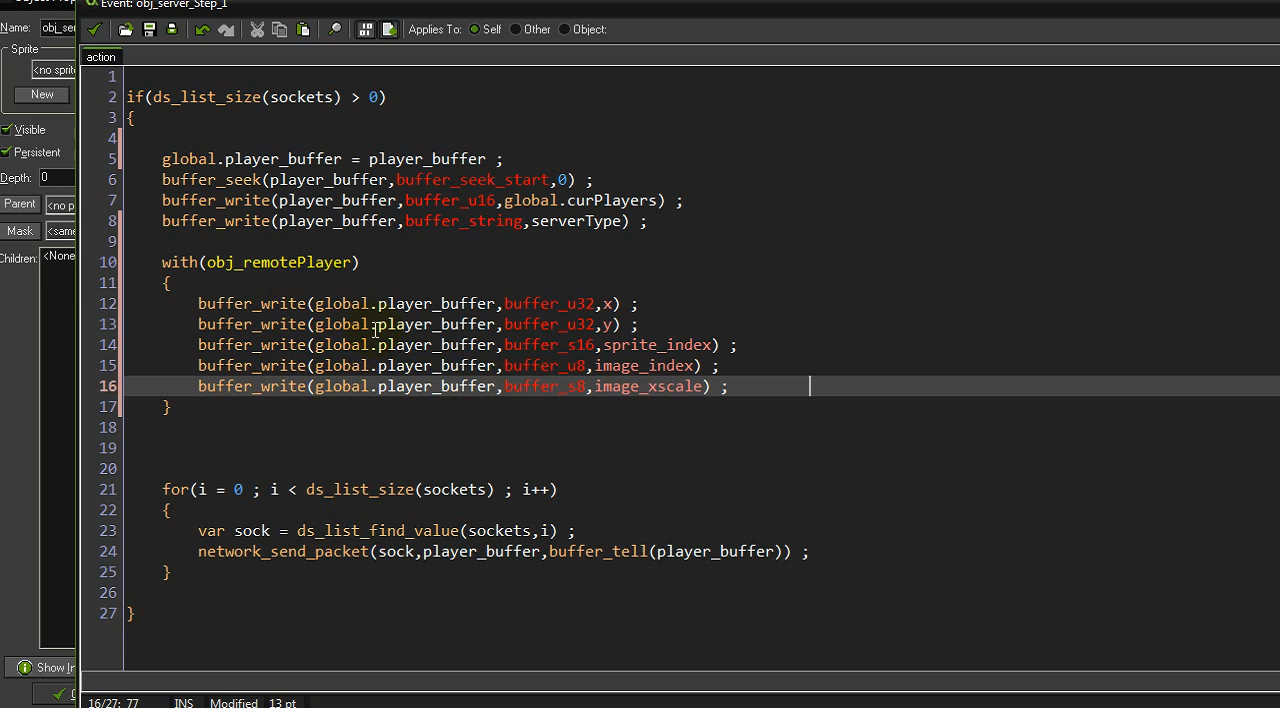 Event: obj_server_Step_1
Name: obj_se
Applies To: Self Other Object:
Sprite
action
<no sprit
New
Visible
Persistent
Depth: 0
Parent <no p
Mask <same
Children: <None
1
2 if(ds_list_size(sockets) > 0)
3 {
4
5 global.player_buffer = player_buffer ;
6 buffer_seek(player_buffer,buffer_seek_start,0) ;
7 buffer_write(player_buffer,buffer_u16,global.curPlayers) ;
8 buffer_write(player_buffer,buffer_string,serverType) ;
9
10 with(obj_remotePlayer)
11 {
12 buffer_write(global.player_buffer,buffer_u32,x) ;
13 buffer_write(global.player_buffer,buffer_u32,y) ;
14 buffer_write(global.player_buffer,buffer_s16,sprite_index) ;
15 buffer_write(global.player_buffer,buffer_u8,image_index) ;
16 buffer_write(global.player_buffer,buffer_s8,image_xscale) ;
17 }
18
19
20
21 for(i = 0 ; i < ds_list_size(sockets) ; i++)
22 {
23 var sock = ds_list_find_value(sockets,i) ;
24 network_send_packet(sock,player_buffer,buffer_tell(player_buffer)) ;
25 }
26
27 }
Show In
16/27: 77 INS Modified 13 pt